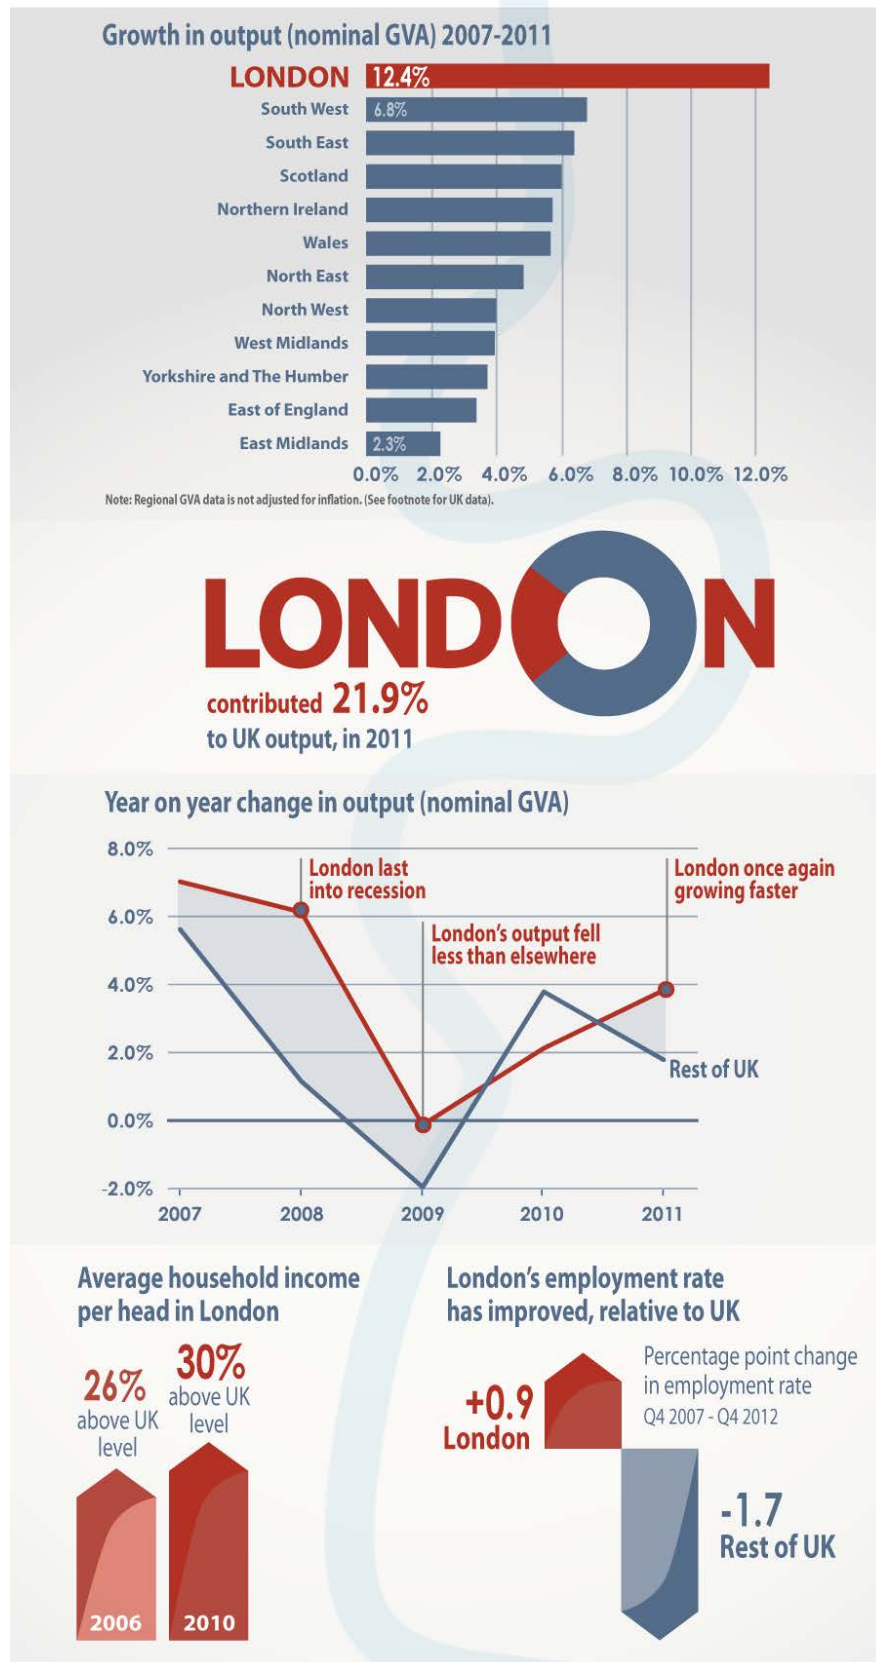 Growth in output (nominal GVA) 2007-2011
LONDON 12.4%
South West 6.8%
South East
Scotland
Northern Ireland
Wales
North East
North West
West Midlands
Yorkshire and The Humber
East of England
East Midlands 2.3%
0.0% 2.0% 4.0% 6.0% 8.0% 10.0% 12.0%
Note: Regional GVA data is not adjusted for inflation. (See footnote for UK data).
LONDON
contributed 21.9%
to UK output, in 2011
Year on year change in output (nominal GVA)
8.0%
London last
into recession
London once again
growing faster
6.0%
London's output fell
less than elsewhere
4.0%
2.0%
Rest of UK
0.0%
-2.0%
2007 2008 2009 2010 2011
Average household income
per head in London
26%
above UK
level
30%
above UK
level
2006 2010
London's employment rate
has improved, relative to UK
Percentage point change
in employment rate
Q4 2007 - Q4 2012
+0.9
London
-1.7
Rest of UK